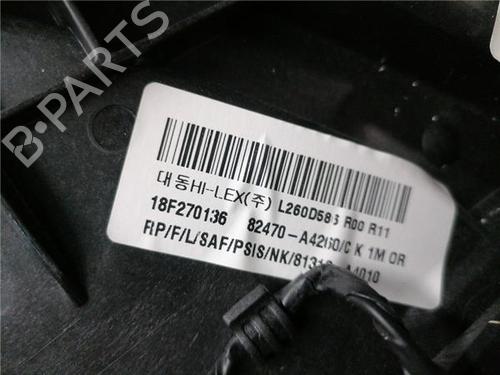 B-PARTS
대동HI-LEX(주) L260D586 R00 R11
18F270136 82470-A4260/C K 1M OR
RP/F/L/SAF/PSIS/NK/81310-A4010